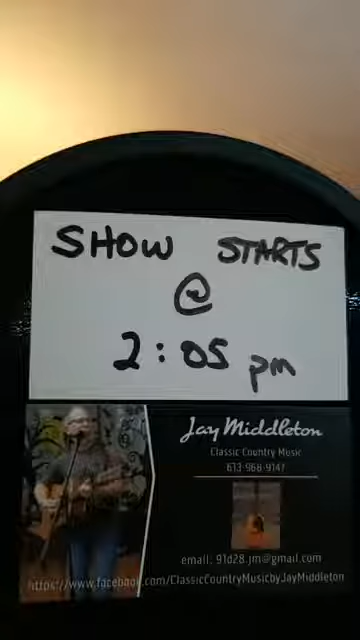 SHOW STARTS
@
2:05 pm
Jay Middleton
Classic Country Music
613-968-9147
email: 91d28.jm@gmail.com
https://www.facebook.com/ClassicCountryMusicbyJayMiddleton